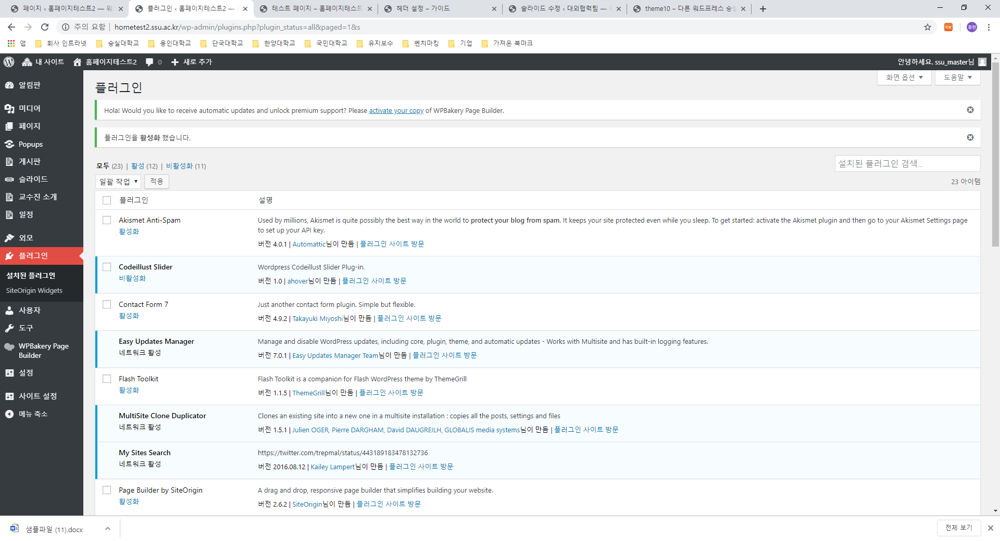 페이지 ‹ 홈페이지테스트2 — 워
플러그인 ‹ 홈페이지테스트2 —
테스트 페이지 – 홈페이지테스트
헤더 설정 – 가이드
슬라이드 수정 ‹ 대외협력팀 —
theme10 – 다른 워드프레스 숭실
주의 요함
hometest2.ssu.ac.kr/wp-admin/plugins.php?plugin_status=all&paged=1&s
종현
앱 회사 인트라넷 숭실대학교 용인대학교 단국대학교 한양대학교 국민대학교 유지보수 벤치마킹 기업 가져온 북마크
내 사이트 홈페이지테스트2 0 새로 추가
안녕하세요. ssu_master님
알림판
미디어
페이지
Popups
게시판
슬라이드
교수진 소개
일정
외모
플러그인
설치된 플러그인
SiteOrigin Widgets
사용자
도구
WPBakery Page
Builder
설정
사이트 설정
메뉴 축소
화면 옵션 ▼
도움말 ▼
플러그인
Hola! Would you like to receive automatic updates and unlock premium support? Please activate your copy of WPBakery Page Builder.
플러그인을 활성화 했습니다.
모두 (23) | 활성 (12) | 비활성화 (11)
설치된 플러그인 검색...
일괄 작업 ▼ 적용
23 아이템
플러그인 설명
Akismet Anti-Spam
활성화
Used by millions, Akismet is quite possibly the best way in the world to protect your blog from spam. It keeps your site protected even while you sleep. To get started: activate the Akismet plugin and then go to your Akismet Settings page
to set up your API key.
버전 4.0.1 | Automattic님이 만듬 | 플러그인 사이트 방문
Codeillust Slider
비활성화
Wordpress Codeillust Slider Plug-in.
버전 1.0 | ahover님이 만듬 | 플러그인 사이트 방문
Contact Form 7
활성화
Just another contact form plugin. Simple but flexible.
버전 4.9.2 | Takayuki Miyoshi님이 만듬 | 플러그인 사이트 방문
Easy Updates Manager
네트워크 활성
Manage and disable WordPress updates, including core, plugin, theme, and automatic updates - Works with Multisite and has built-in logging features.
버전 7.0.1 | Easy Updates Manager Team님이 만듬 | 플러그인 사이트 방문
Flash Toolkit
활성화
Flash Toolkit is a companion for Flash WordPress theme by ThemeGrill
버전 1.1.5 | ThemeGrill님이 만듬 | 플러그인 사이트 방문
MultiSite Clone Duplicator
네트워크 활성
Clones an existing site into a new one in a multisite installation : copies all the posts, settings and files
버전 1.5.1 | Julien OGER, Pierre DARGHAM, David DAUGREILH, GLOBALIS media systems님이 만듬 | 플러그인 사이트 방문
My Sites Search
네트워크 활성
https://twitter.com/trepmal/status/443189183478132736
버전 2016.08.12 | Kailey Lampert님이 만듬 | 플러그인 사이트 방문
Page Builder by SiteOrigin
활성화
A drag and drop, responsive page builder that simplifies building your website.
버전 2.6.2 | SiteOrigin님이 만듬 | 플러그인 사이트 방문
샘플파일 (11).docx
전체 보기